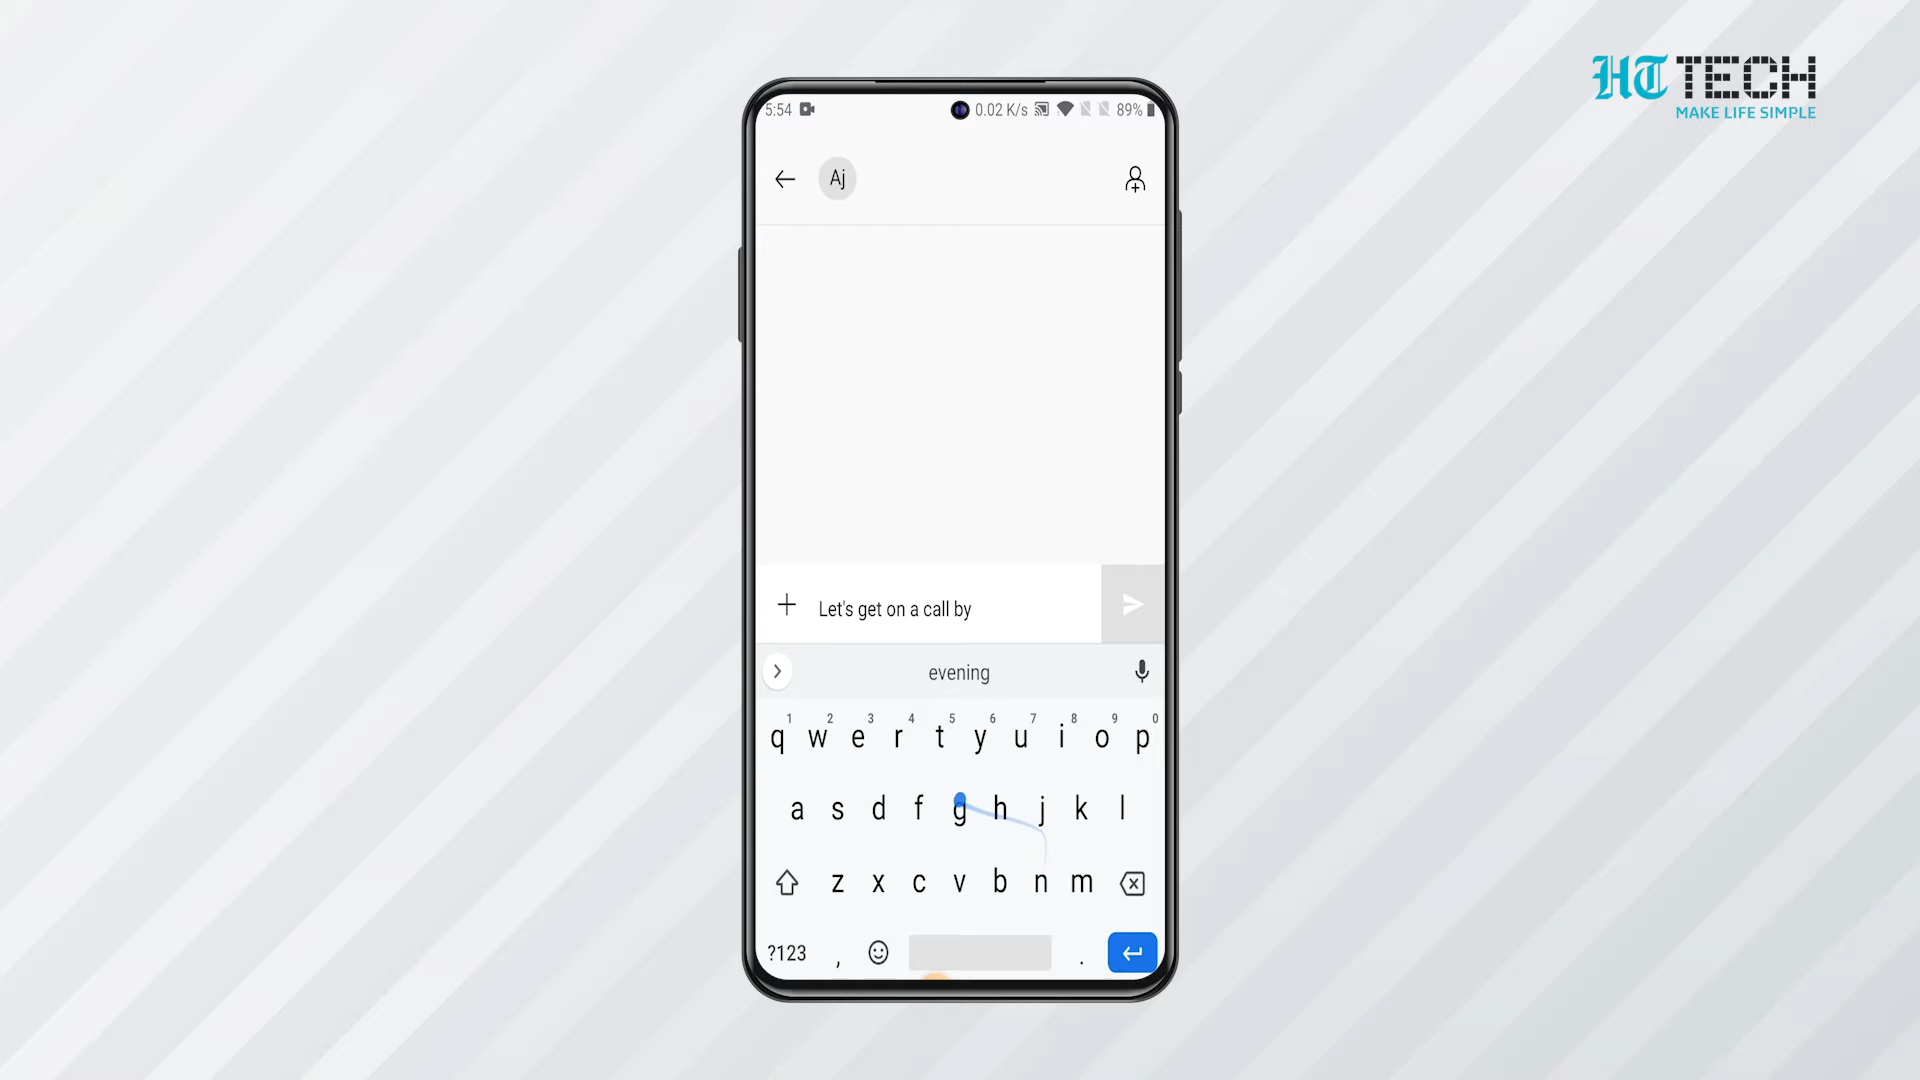 HT TECH
MAKE LIFE SIMPLE
5:54 0.02 K/s 89%
Aj
Let's get on a call by
evening
1 2 3 4 5 6 7 8 9 0
q w e r t y u i o p
a s d f g h j k l
z x c v b n m
?123 , .